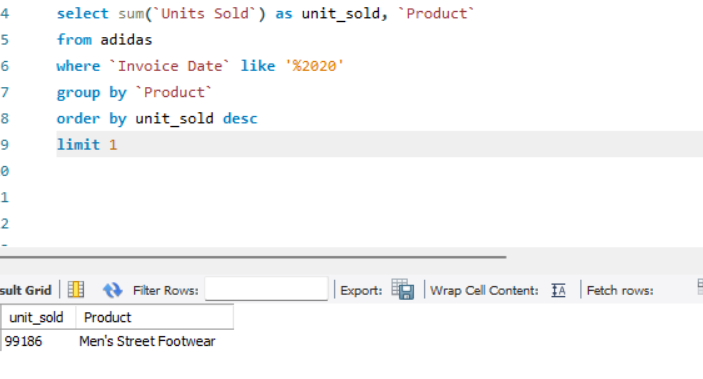 4 select sum(`Units Sold`) as unit_sold, `Product`
5 from adidas
6 where `Invoice Date` like '%2020'
7 group by `Product`
8 order by unit_sold desc
9 limit 1
0
1
2
sult Grid Filter Rows: Export: Wrap Cell Content: IA Fetch rows:
unit_sold Product
99186 Men's Street Footwear